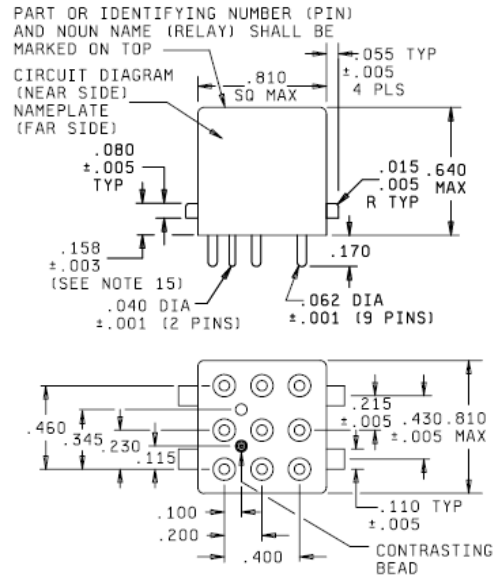 PART OR IDENTIFYING NUMBER (PIN)
AND NOUN NAME (RELAY) SHALL BE
MARKED ON TOP
CIRCUIT DIAGRAM
(NEAR SIDE)
NAMEPLATE
(FAR SIDE)
.810
SQ MAX
.055 TYP
±.005
4 PLS
.080
±.005
TYP
.015
.005
R TYP
.640
MAX
.158
±.003
(SEE NOTE 15)
.170
.040 DIA
±.001 (2 PINS)
.062 DIA
±.001 (9 PINS)
.460
.345
.230
.115
.215
±.005
.430
±.005
.810
MAX
.110 TYP
±.005
.100
.200
.400
CONTRASTING
BEAD